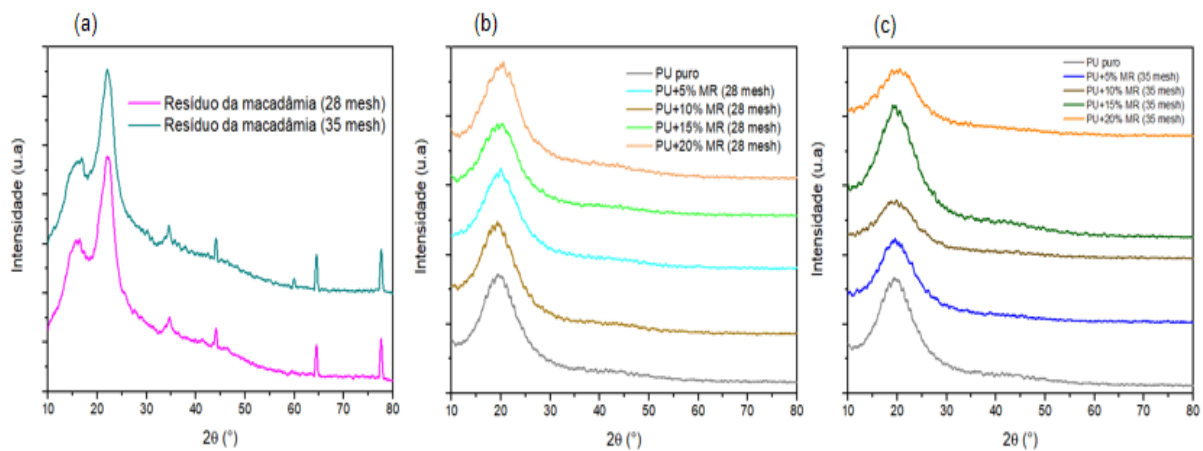 (a)
Intensidade (u.a)
Resíduo da macadâmia (28 mesh)
Resíduo da macadâmia (35 mesh)
10 20 30 40 50 60 70 80
2θ (°)
(b)
Intensidade (u.a)
PU puro
PU+5% MR (28 mesh)
PU+10% MR (28 mesh)
PU+15% MR (28 mesh)
PU+20% MR (28 mesh)
10 20 30 40 50 60 70 80
2θ (°)
(c)
Intensidade (u.a)
PU puro
PU+5% MR (35 mesh)
PU+10% MR (35 mesh)
PU+15% MR (35 mesh)
PU+20% MR (35 mesh)
10 20 30 40 50 60 70 80
2θ (°)